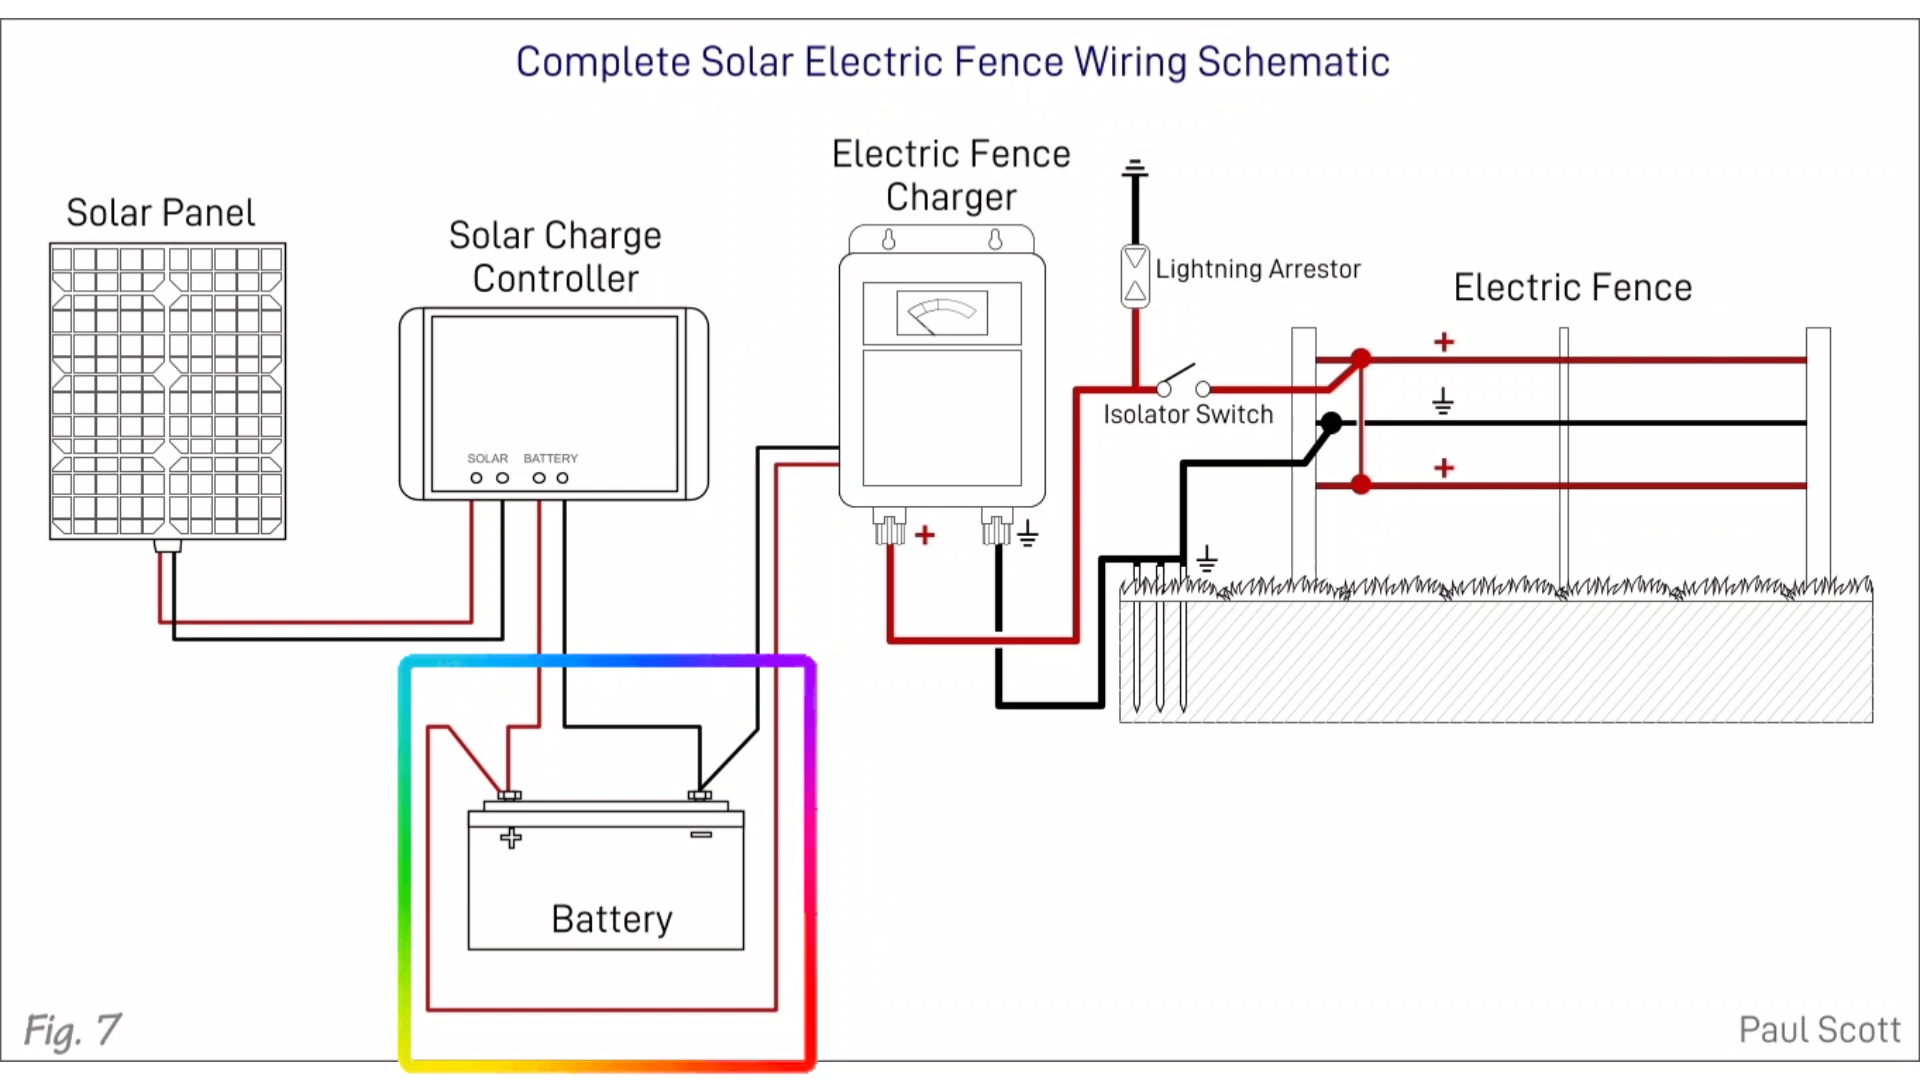 Complete Solar Electric Fence Wiring Schematic
Electric Fence
Charger
Solar Panel
Solar Charge
Controller
Lightning Arrestor
Electric Fence
+
Isolator Switch
SOLAR BATTERY
+
+
+ −
Battery
Fig. 7
Paul Scott